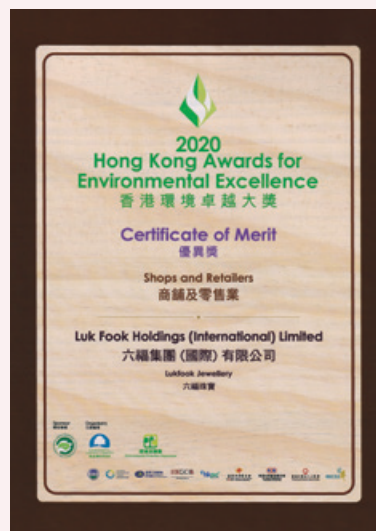 2020
Hong Kong Awards for
Environmental Excellence
香港環境卓越大獎
Certificate of Merit
優異獎
Shops and Retailers
商舖及零售業
Luk Fook Holdings (International) Limited
六福集團 (國際) 有限公司
Lukfook Jewellery
六福珠寶